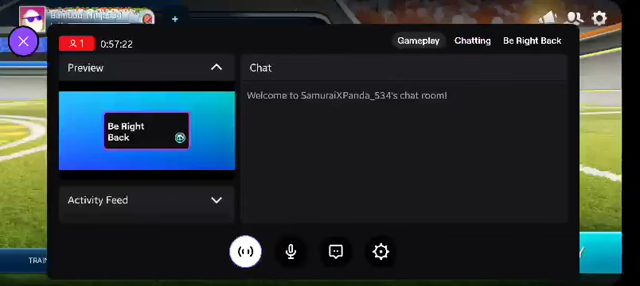 1
0:57:22
Gameplay
Chatting
Be Right Back
Preview
Chat
Welcome to SamuraiXPanda_534's chat room!
Be Right
Back
Activity Feed
TRAIN